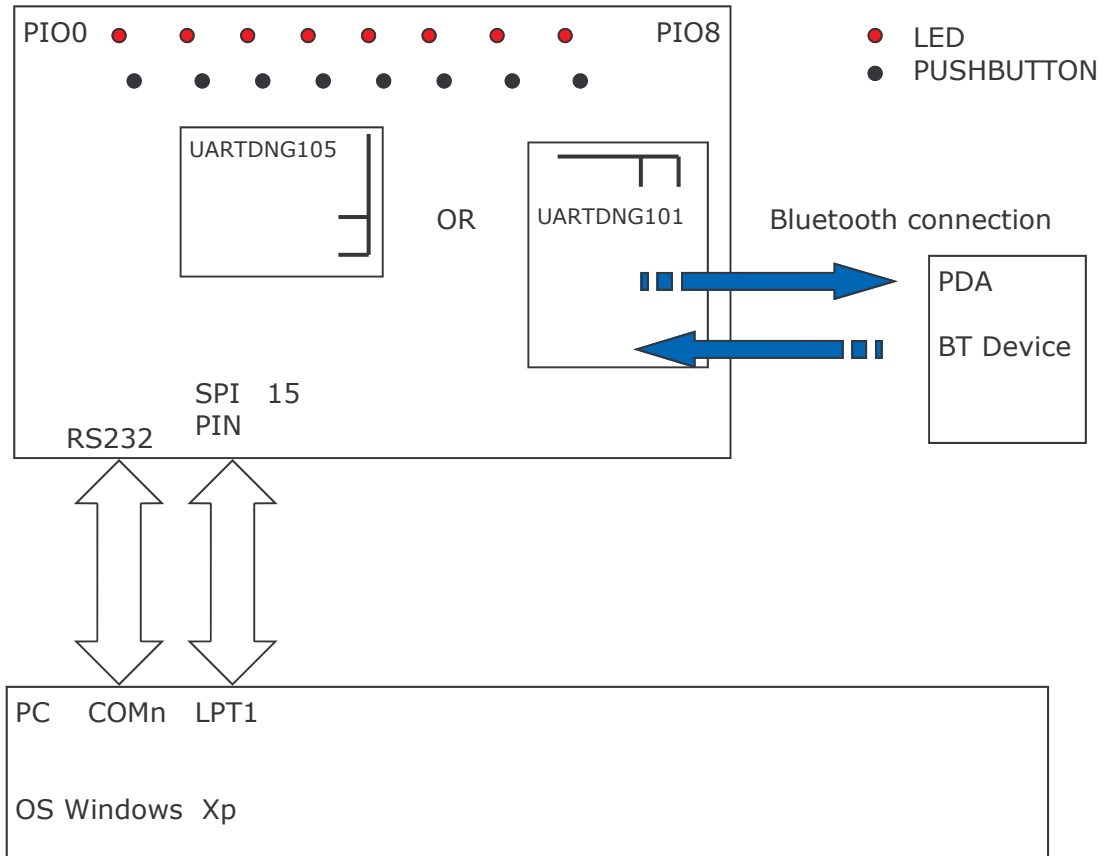 PIO0
PIO8
LED
PUSHBUTTON
UARTDNG105
OR
UARTDNG101
Bluetooth connection
PDA
BT Device
SPI 15
PIN
RS232
PC COMn LPT1
OS Windows Xp